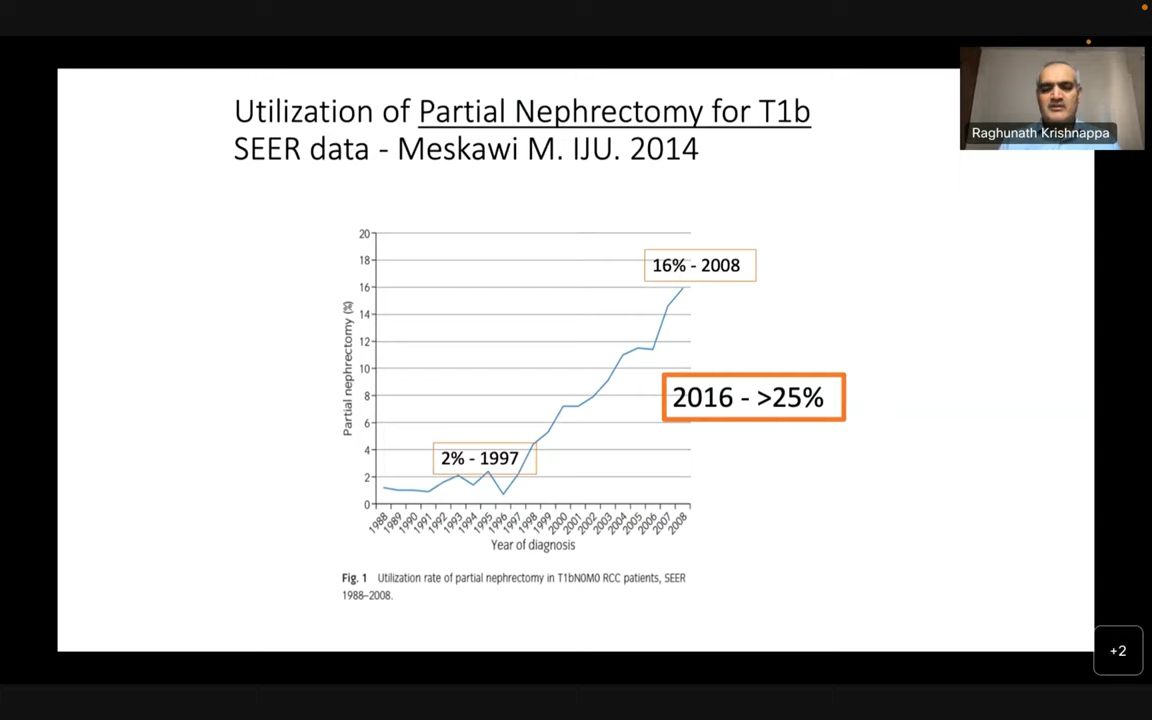 Utilization of Partial Nephrectomy for T1b
SEER data - Meskawi M. IJU. 2014
Raghunath Krishnappa
20
18
16
14
12
10
8
6
4
2
0
Partial nephrectomy (%)
16% - 2008
2016 - >25%
2% - 1997
1988 1989 1990 1991 1992 1993 1994 1995 1996 1997 1998 1999 2000 2001 2002 2003 2004 2005 2006 2007 2008
Year of diagnosis
Fig. 1 Utilization rate of partial nephrectomy in T1bN0M0 RCC patients, SEER
1988–2008.
+2